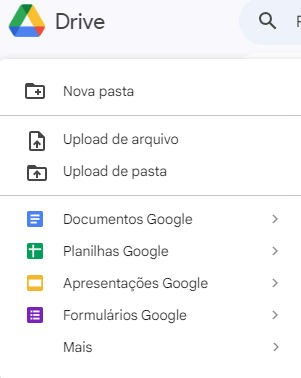 Drive
Nova pasta
Upload de arquivo
Upload de pasta
Documentos Google
Planilhas Google
Apresentações Google
Formulários Google
Mais